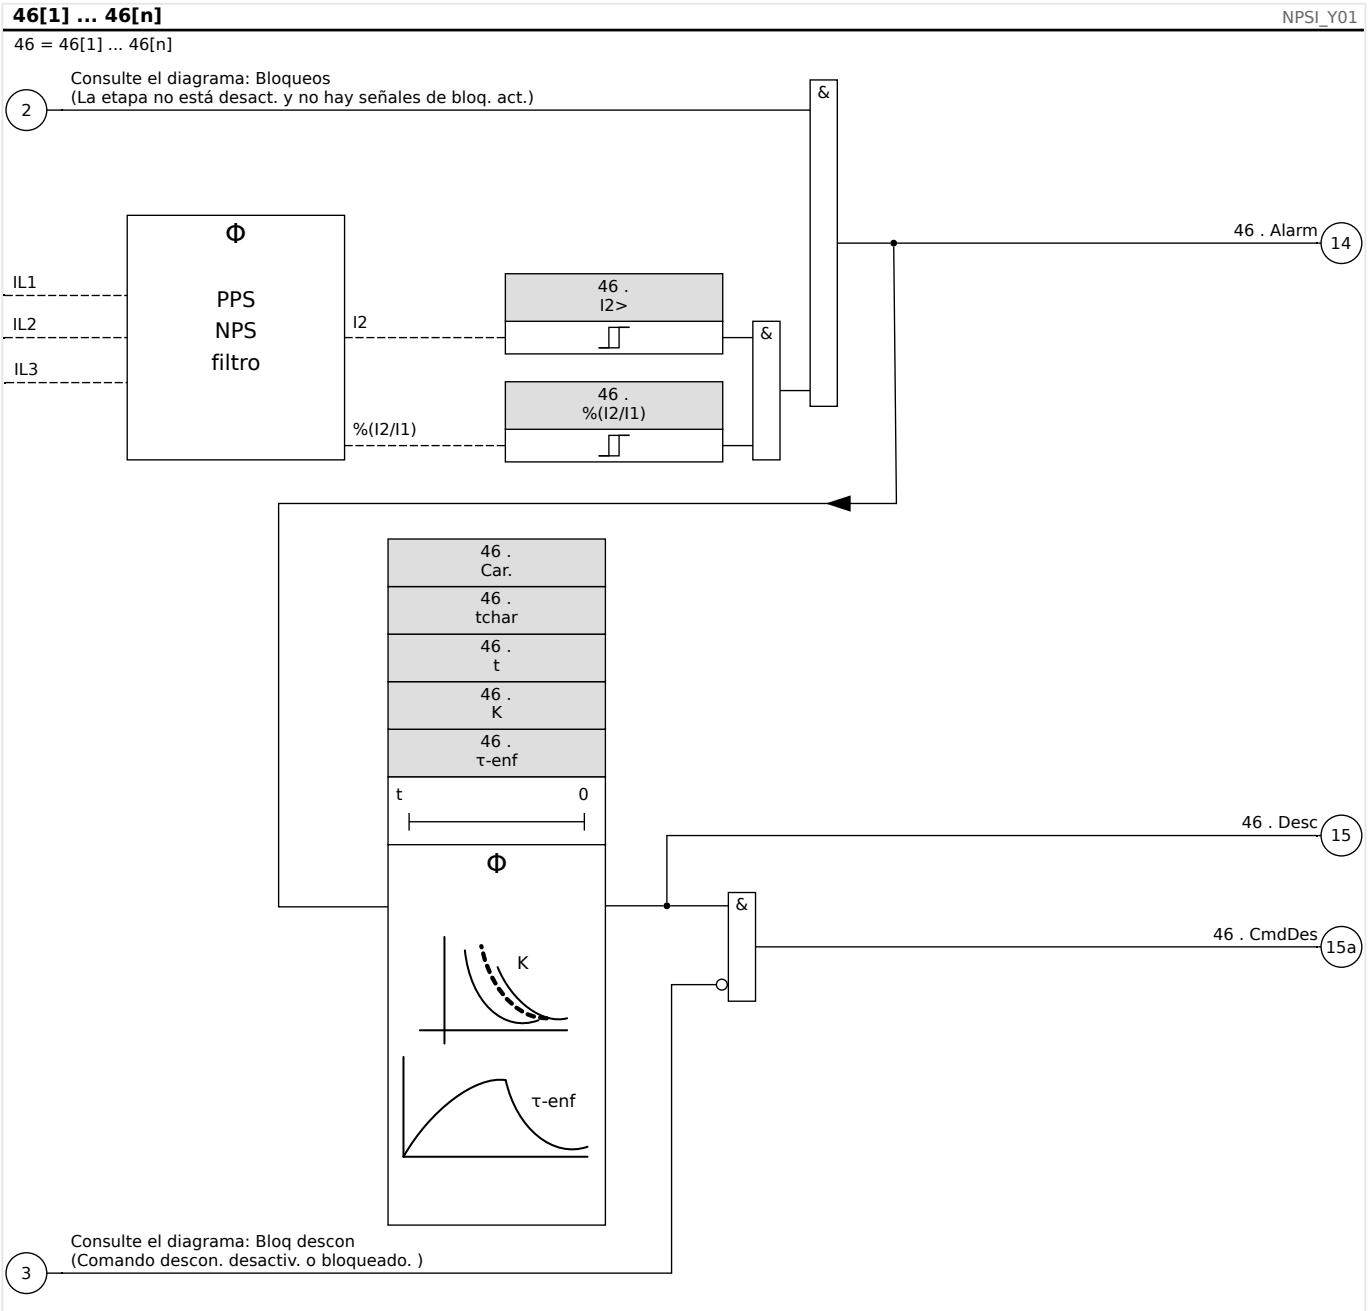 46[1] ... 46[n]
NPSI_Y01
46 = 46[1] ... 46[n]
Consulte el diagrama: Bloqueos
(La etapa no está desact. y no hay señales de bloq. act.)
2
&
Φ
PPS
NPS
filtro
IL1
IL2
IL3
I2
%(I2/I1)
46 .
I2>
46 .
%(I2/I1)
&
46 . Alarm
14
46 .
Car.
46 .
tchar
46 .
t
46 .
K
46 .
τ-enf
t 0
Φ
K
τ-enf
46 . Desc
15
&
46 . CmdDes
15a
Consulte el diagrama: Bloq descon
(Comando descon. desactiv. o bloqueado. )
3